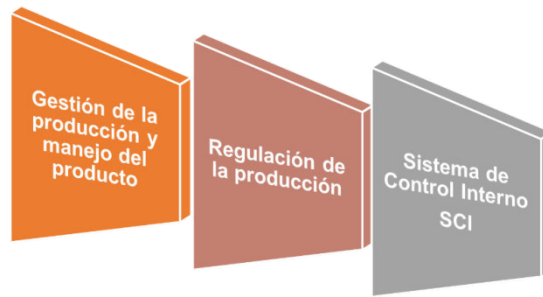 Gestión de la
producción y
manejo del
producto
Regulación de
la producción
Sistema de
Control Interno
SCI